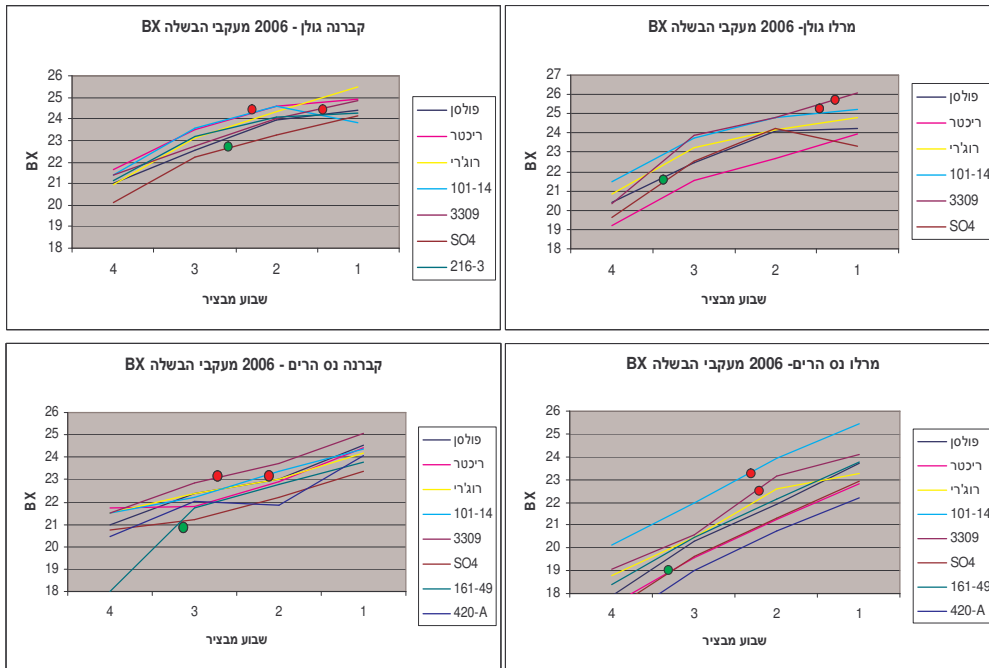 קברנה גולן - 2006 מעקבי הבשלה BX
26
25
24
23
22
21
20
19
18
BX
4 3 2 1
שבוע מבציר
פולסן
ריכטר
רוג'רי
101-14
3309
SO4
216-3
מרלו גולן- 2006 מעקבי הבשלה BX
27
26
25
24
23
22
21
20
19
18
BX
4 3 2 1
שבוע מבציר
פולסן
ריכטר
רוג'רי
101-14
3309
SO4
קברנה נס הרים - 2006 מעקבי הבשלה BX
26
25
24
23
22
21
20
19
18
BX
4 3 2 1
שבוע מבציר
פולסן
ריכטר
רוג'רי
101-14
3309
SO4
161-49
420-A
מרלו נס הרים- 2006 מעקבי הבשלה BX
26
25
24
23
22
21
20
19
18
BX
4 3 2 1
שבוע מבציר
פולסן
ריכטר
רוג'רי
101-14
3309
SO4
161-49
420-A